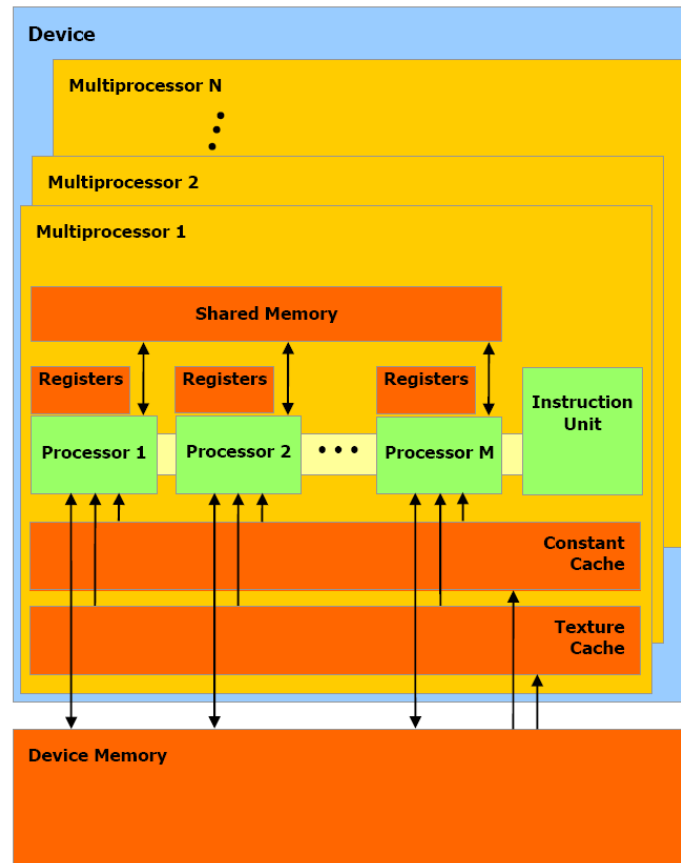 Device
Multiprocessor N
Multiprocessor 2
Multiprocessor 1
Shared Memory
Registers
Registers
Registers
Instruction
Unit
Processor 1
Processor 2
Processor M
Constant
Cache
Texture
Cache
Device Memory